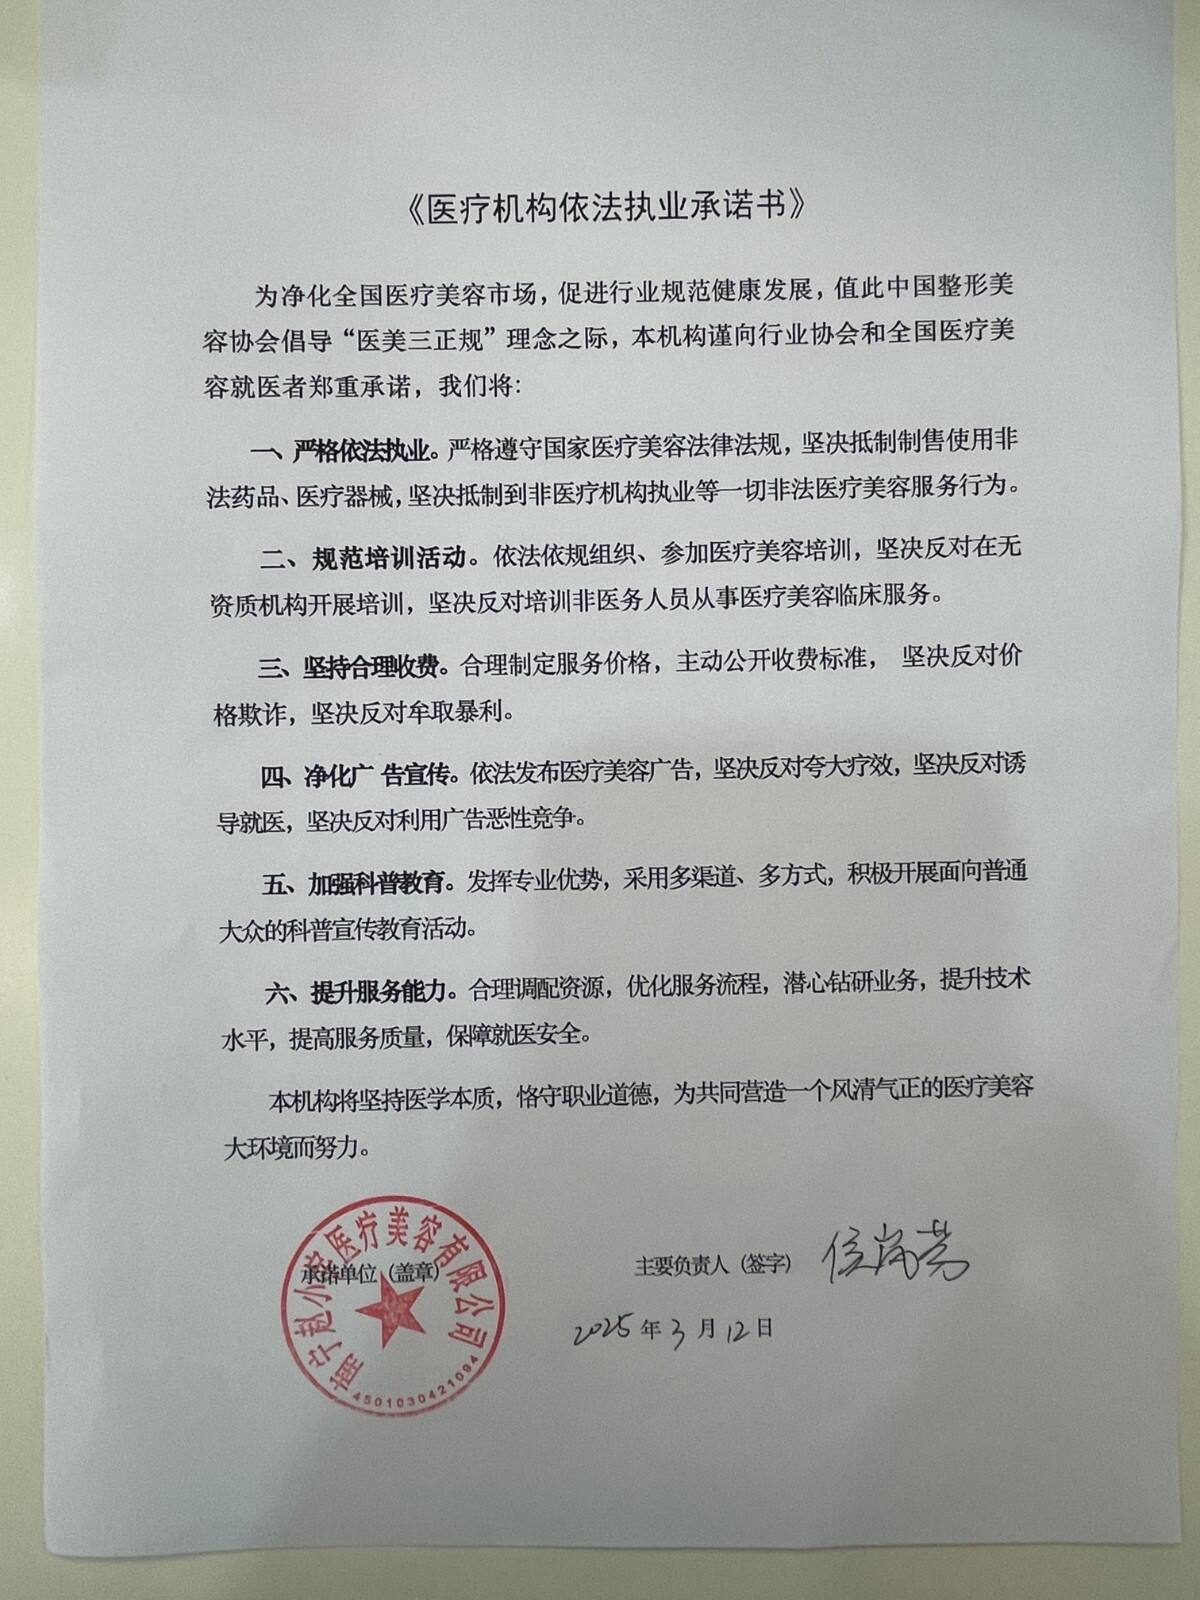 《医疗机构依法执业承诺书》
为净化全国医疗美容市场，促进行业规范健康发展，值此中国整形美
容协会倡导“医美三正规”理念之际，本机构谨向行业协会和全国医疗美
容就医者郑重承诺，我们将：
一、严格依法执业。严格遵守国家医疗美容法律法规，坚决抵制制售使用非
法药品、医疗器械，坚决抵制到非医疗机构执业等一切非法医疗美容服务行为。
二、规范培训活动。依法依规组织、参加医疗美容培训，坚决反对在无
资质机构开展培训，坚决反对培训非医务人员从事医疗美容临床服务。
三、坚持合理收费。合理制定服务价格，主动公开收费标准， 坚决反对价
格欺诈，坚决反对牟取暴利。
四、净化广 告宣传。依法发布医疗美容广告，坚决反对夸大疗效，坚决反对诱
导就医，坚决反对利用广告恶性竞争。
五、加强科普教育。发挥专业优势，采用多渠道、多方式，积极开展面向普通
大众的科普宣传教育活动。
六、提升服务能力。合理调配资源，优化服务流程，潜心钻研业务，提升技术
水平，提高服务质量，保障就医安全。
本机构将坚持医学本质，恪守职业道德，为共同营造一个风清气正的医疗美容
大环境而努力。
承诺单位（盖章）
主要负责人（签字）
2025年3月12日
南宁赵小 医疗美容有限公司
4501030421094